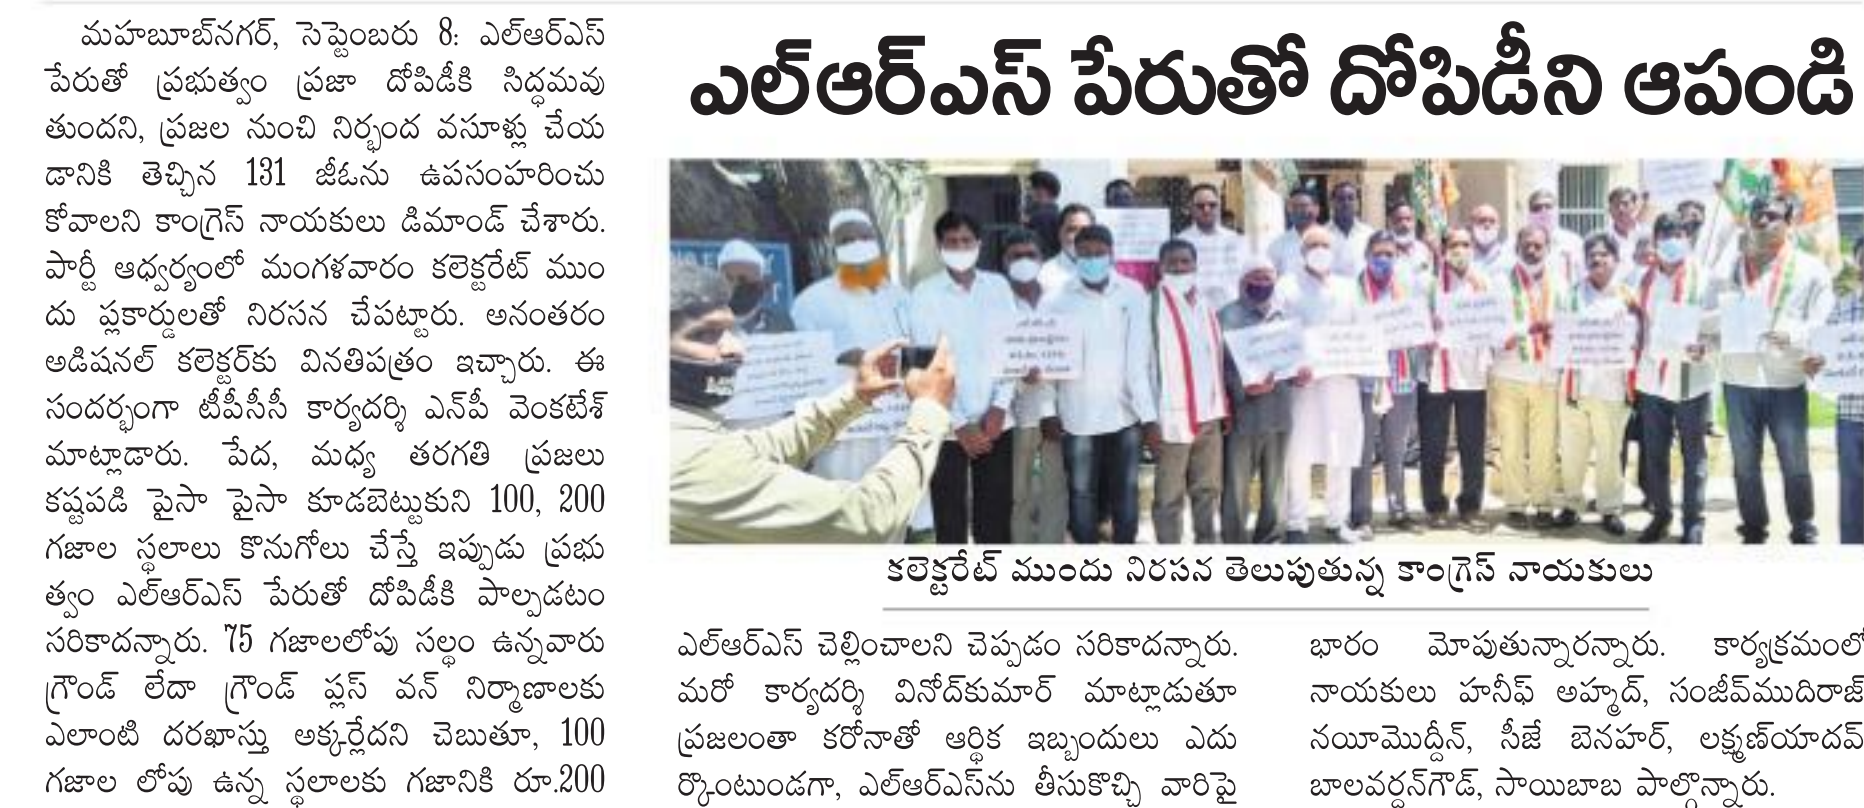 ఎల్ఆర్ఎస్ పేరుతో దోపిడీని ఆపండి
మహబూబ్‌నగర్, సెప్టెంబరు 8: ఎల్ఆర్ఎస్
పేరుతో ప్రభుత్వం ప్రజా దోపిడీకి సిద్ధమవు
తుందని, ప్రజల నుంచి నిర్బంద వసూళ్లు చేయ
డానికి తెచ్చిన 131 జీఓను ఉపసంహరించు
కోవాలని కాంగ్రెస్ నాయకులు డిమాండ్ చేశారు.
పార్టీ ఆధ్వర్యంలో మంగళవారం కలెక్టరేట్ ముం
దు ప్లకార్డులతో నిరసన చేపట్టారు. అనంతరం
అడిషనల్ కలెక్టర్‌కు వినతిపత్రం ఇచ్చారు. ఈ
సందర్భంగా టీపీసీసీ కార్యదర్శి ఎన్‌పీ వెంకటేశ్
మాట్లాడారు. పేద, మధ్య తరగతి ప్రజలు
కష్టపడి పైసా పైసా కూడబెట్టుకుని 100, 200
గజాల స్థలాలు కొనుగోలు చేస్తే ఇప్పుడు ప్రభు
త్వం ఎల్ఆర్ఎస్ పేరుతో దోపిడీకి పాల్పడటం
సరికాదన్నారు. 75 గజాలలోపు సల్థం ఉన్నవారు
గ్రౌండ్ లేదా గ్రౌండ్ ప్లస్ వన్ నిర్మాణాలకు
ఎలాంటి దరఖాస్తు అక్కర్లేదని చెబుతూ, 100
గజాల లోపు ఉన్న స్థలాలకు గజానికి రూ.200
కలెక్టరేట్ ముందు నిరసన తెలుపుతున్న కాంగ్రెస్ నాయకులు
ఎల్ఆర్ఎస్ చెల్లించాలని చెప్పడం సరికాదన్నారు.
మరో కార్యదర్శి వినోద్‌కుమార్ మాట్లాడుతూ
ప్రజలంతా కరోనాతో ఆర్థిక ఇబ్బందులు ఎదు
ర్కొంటుండగా, ఎల్ఆర్ఎస్‌ను తీసుకొచ్చి వారిపై
భారం మోపుతున్నారన్నారు. కార్యక్రమంలో
నాయకులు హనీఫ్ అహ్మద్, సంజీవ్‌ముదిరాజ్
నయీమొద్దీన్, సీజే బెనహర్, లక్ష్మణ్‌యాదవ్
బాలవర్దన్‌గౌడ్, సాయిబాబ పాల్గొన్నారు.